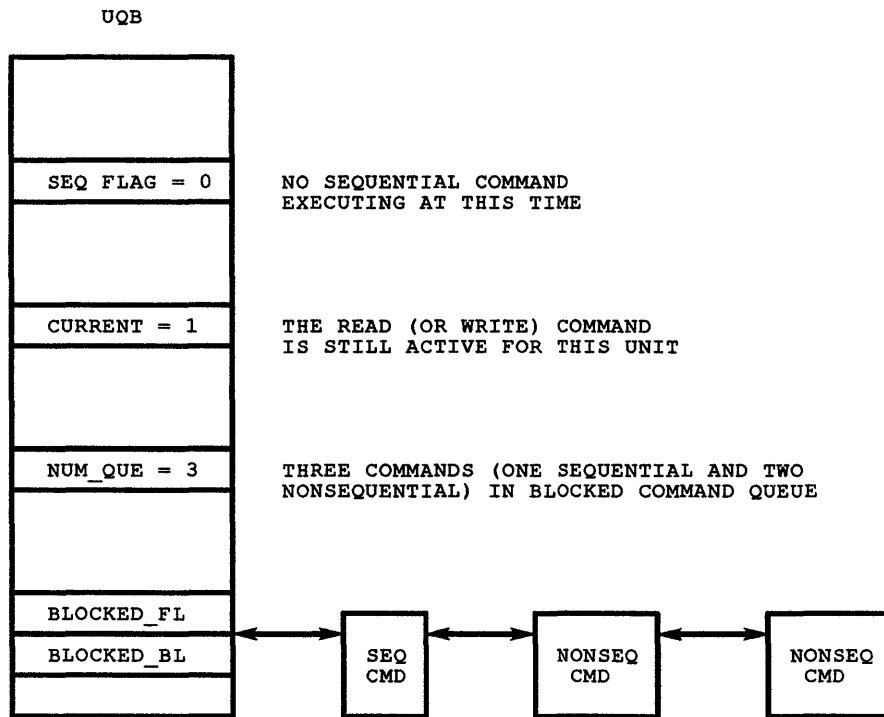 UQB
SEQ FLAG = 0
NO SEQUENTIAL COMMAND
EXECUTING AT THIS TIME
CURRENT = 1
THE READ (OR WRITE) COMMAND
IS STILL ACTIVE FOR THIS UNIT
NUM_QUE = 3
THREE COMMANDS (ONE SEQUENTIAL AND TWO
NONSEQUENTIAL) IN BLOCKED COMMAND QUEUE
BLOCKED_FL
BLOCKED_BL
SEQ
CMD
NONSEQ
CMD
NONSEQ
CMD